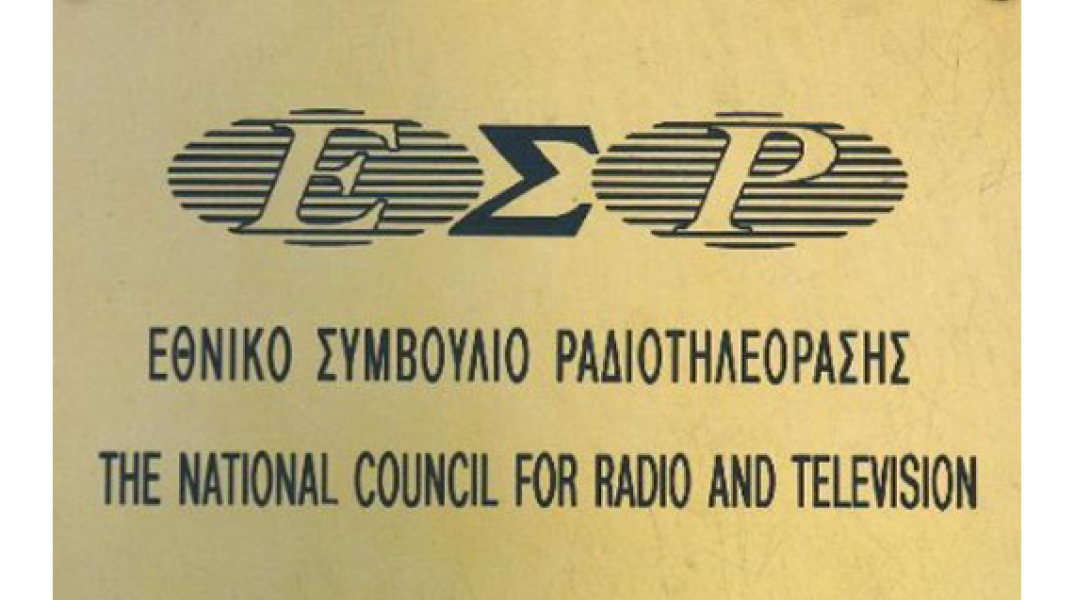 ΕΣΡ
ΕΘΝΙΚΟ ΣΥΜΒΟΥΛΙΟ ΡΑΔΙΟΤΗΛΕΟΡΑΣΗΣ
THE NATIONAL COUNCIL FOR RADIO AND TELEVISION